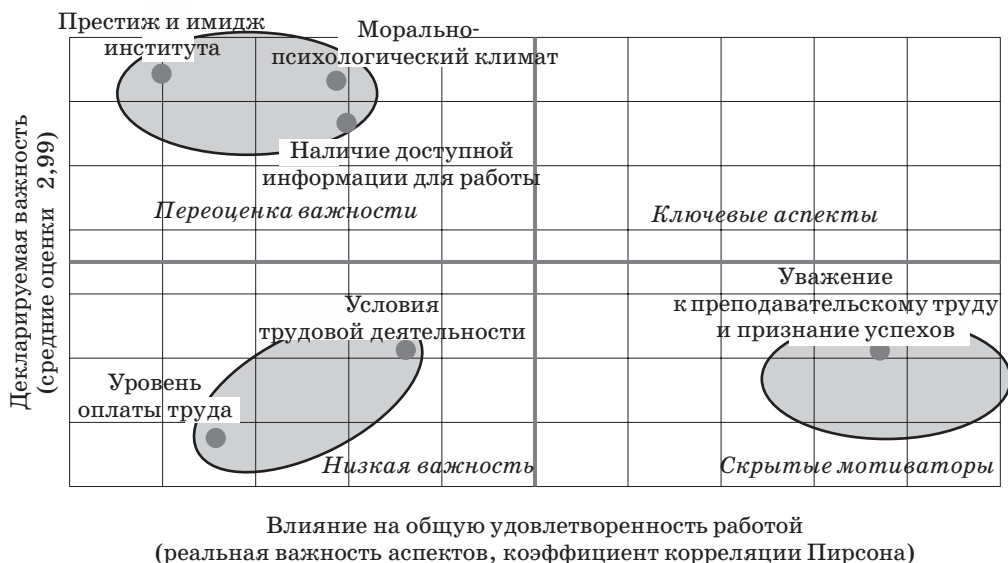 Престиж и имидж
института
Морально-
психологический климат
Наличие доступной
информации для работы
Переоценка важности
Ключевые аспекты
Декларируемая важность
(средние оценки 2,99)
Условия
трудовой деятельности
Уважение
к преподавательскому труду
и признание успехов
Уровень
оплаты труда
Низкая важность
Скрытые мотиваторы
Влияние на общую удовлетворенность работой
(реальная важность аспектов, коэффициент корреляции Пирсона)